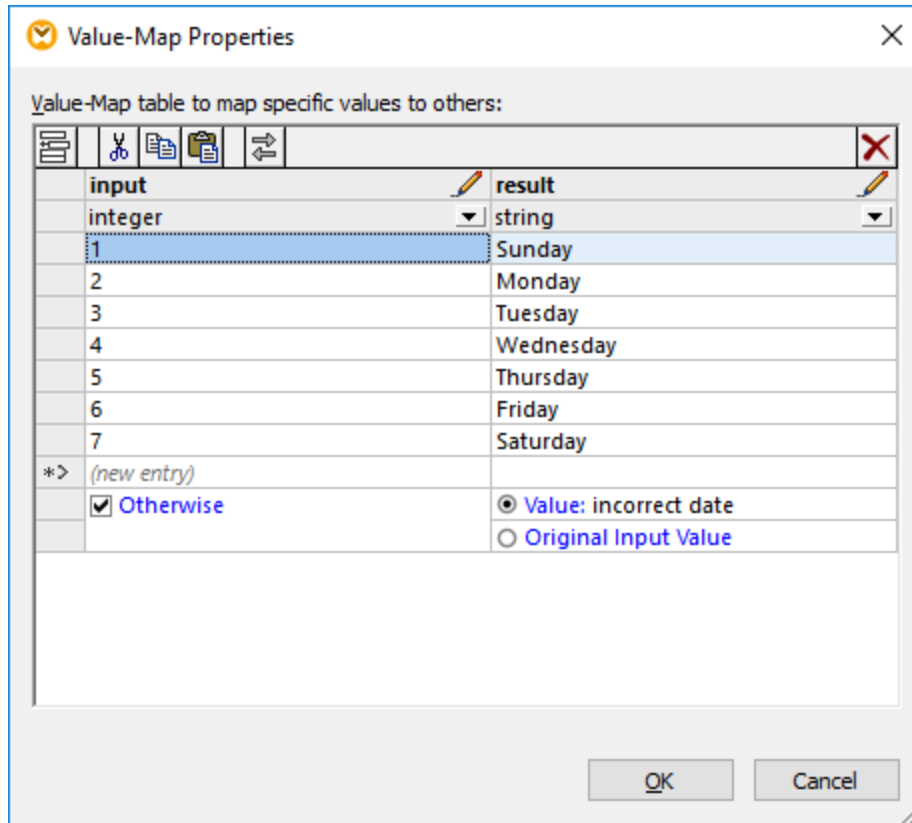 Value-Map Properties
Value-Map table to map specific values to others:
input result
integer string
1 Sunday
2 Monday
3 Tuesday
4 Wednesday
5 Thursday
6 Friday
7 Saturday
(new entry)
Otherwise Value: incorrect date
Original Input Value
OK Cancel